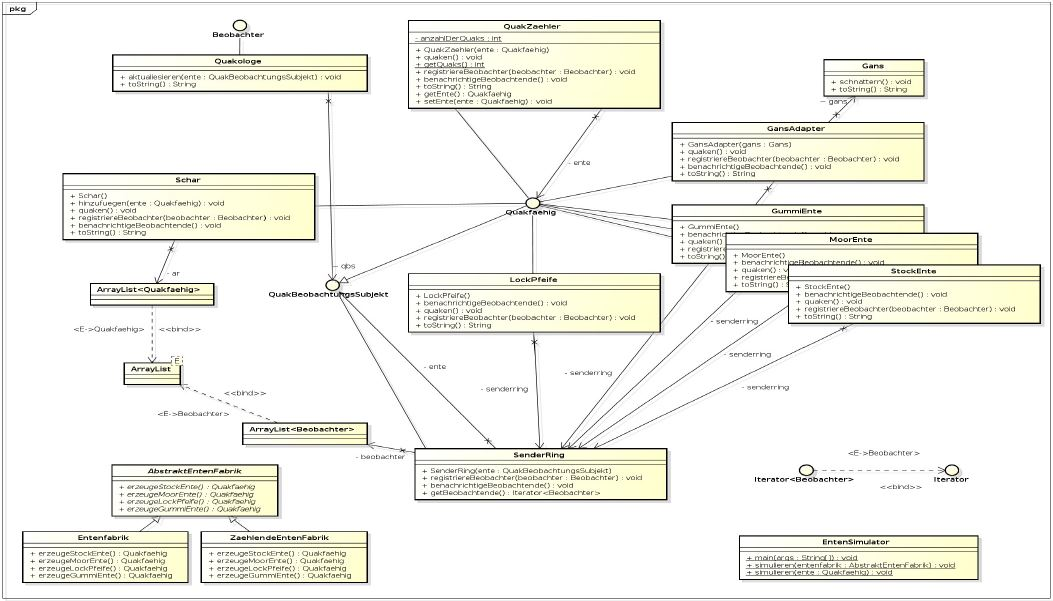 pkg
Beobachter
Quakologe
+ aktualiesieren(ente : QuakBeobachtungsSubjekt) : void
+ toString() : String
QuakZaehler
- anzahlDerQuaks : int
+ QuakZaehler(ente : Quakfaehig)
+ quaken() : void
+ getQuaks() : int
+ registriereBeobachter(beobachter : Beobachter) : void
+ benachrichtigeBeobachtende() : void
+ toString() : String
+ getEnte() : Quakfaehig
+ setEnte(ente : Quakfaehig) : void
Gans
+ schnattern() : void
+ toString() : String
- gans
GansAdapter
+ GansAdapter(gans : Gans)
+ quaken() : void
+ registriereBeobachter(beobachter : Beobachter) : void
+ benachrichtigeBeobachtende() : void
+ toString() : String
- ente
Schar
+ Schar()
+ hinzufuegen(ente : Quakfaehig) : void
+ quaken() : void
+ registriereBeobachter(beobachter : Beobachter) : void
+ benachrichtigeBeobachtende() : void
+ toString() : String
Quakfaehig
GummiEnte
+ GummiEnte()
+ benachric
+ quaken()
+ registrier
+ toString()
MoorEnte
+ MoorEnte()
+ benachrichtigeBeobachtende() : void
+ quaken() : v
+ registriereB
+ toString() : S
StockEnte
+ StockEnte()
+ benachrichtigeBeobachtende() : void
+ quaken() : void
+ registriereBeobachter(beobachter : Beobachter) : void
+ toString() : String
- ar
- qbs
ArrayList<Quakfaehig>
QuakBeobachtungsSubjekt
LockPfeife
+ LockPfeife()
+ benachrichtigeBeobachtende() : void
+ quaken() : void
+ registriereBeobachter(beobachter : Beobachter) : void
+ toString() : String
<E->Quakfaehig>
<<bind>>
- senderring
- senderring
- senderring
- senderring
- senderring
- ente
E
ArrayList
<<bind>>
<E->Beobachter>
ArrayList<Beobachter>
- beobachter
SenderRing
+ SenderRing(ente : QuakBeobachtungsSubjekt)
+ registriereBeobachter(beobachter : Beobachter) : void
+ benachrichtigeBeobachtende() : void
+ getBeobachtende() : Iterator<Beobachter>
<E->Beobachter>
Iterator<Beobachter>
Iterator
<<bind>>
AbstraktEntenFabrik
+ erzeugeStockEnte() : Quakfaehig
+ erzeugeMoorEnte() : Quakfaehig
+ erzeugeLockPfeife() : Quakfaehig
+ erzeugeGummiEnte() : Quakfaehig
Entenfabrik
+ erzeugeStockEnte() : Quakfaehig
+ erzeugeMoorEnte() : Quakfaehig
+ erzeugeLockPfeife() : Quakfaehig
+ erzeugeGummiEnte() : Quakfaehig
ZaehlendeEntenFabrik
+ erzeugeStockEnte() : Quakfaehig
+ erzeugeMoorEnte() : Quakfaehig
+ erzeugeLockPfeife() : Quakfaehig
+ erzeugeGummiEnte() : Quakfaehig
EntenSimulator
+ main(args : String[]) : void
+ simulieren(entenfabrik : AbstraktEntenFabrik) : void
+ simulieren(ente : Quakfaehig) : void